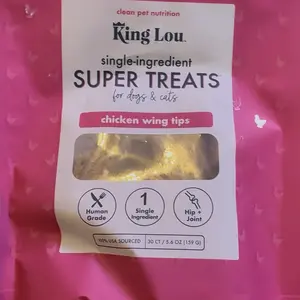 clean pet nutrition
King Lou
single-ingredient
SUPER TREATS
for dogs & cats
chicken wing tips
Human Grade
1 Single Ingredient
Hip + Joint
100% USA SOURCED
30 CT / 5.6 OZ (159 G)